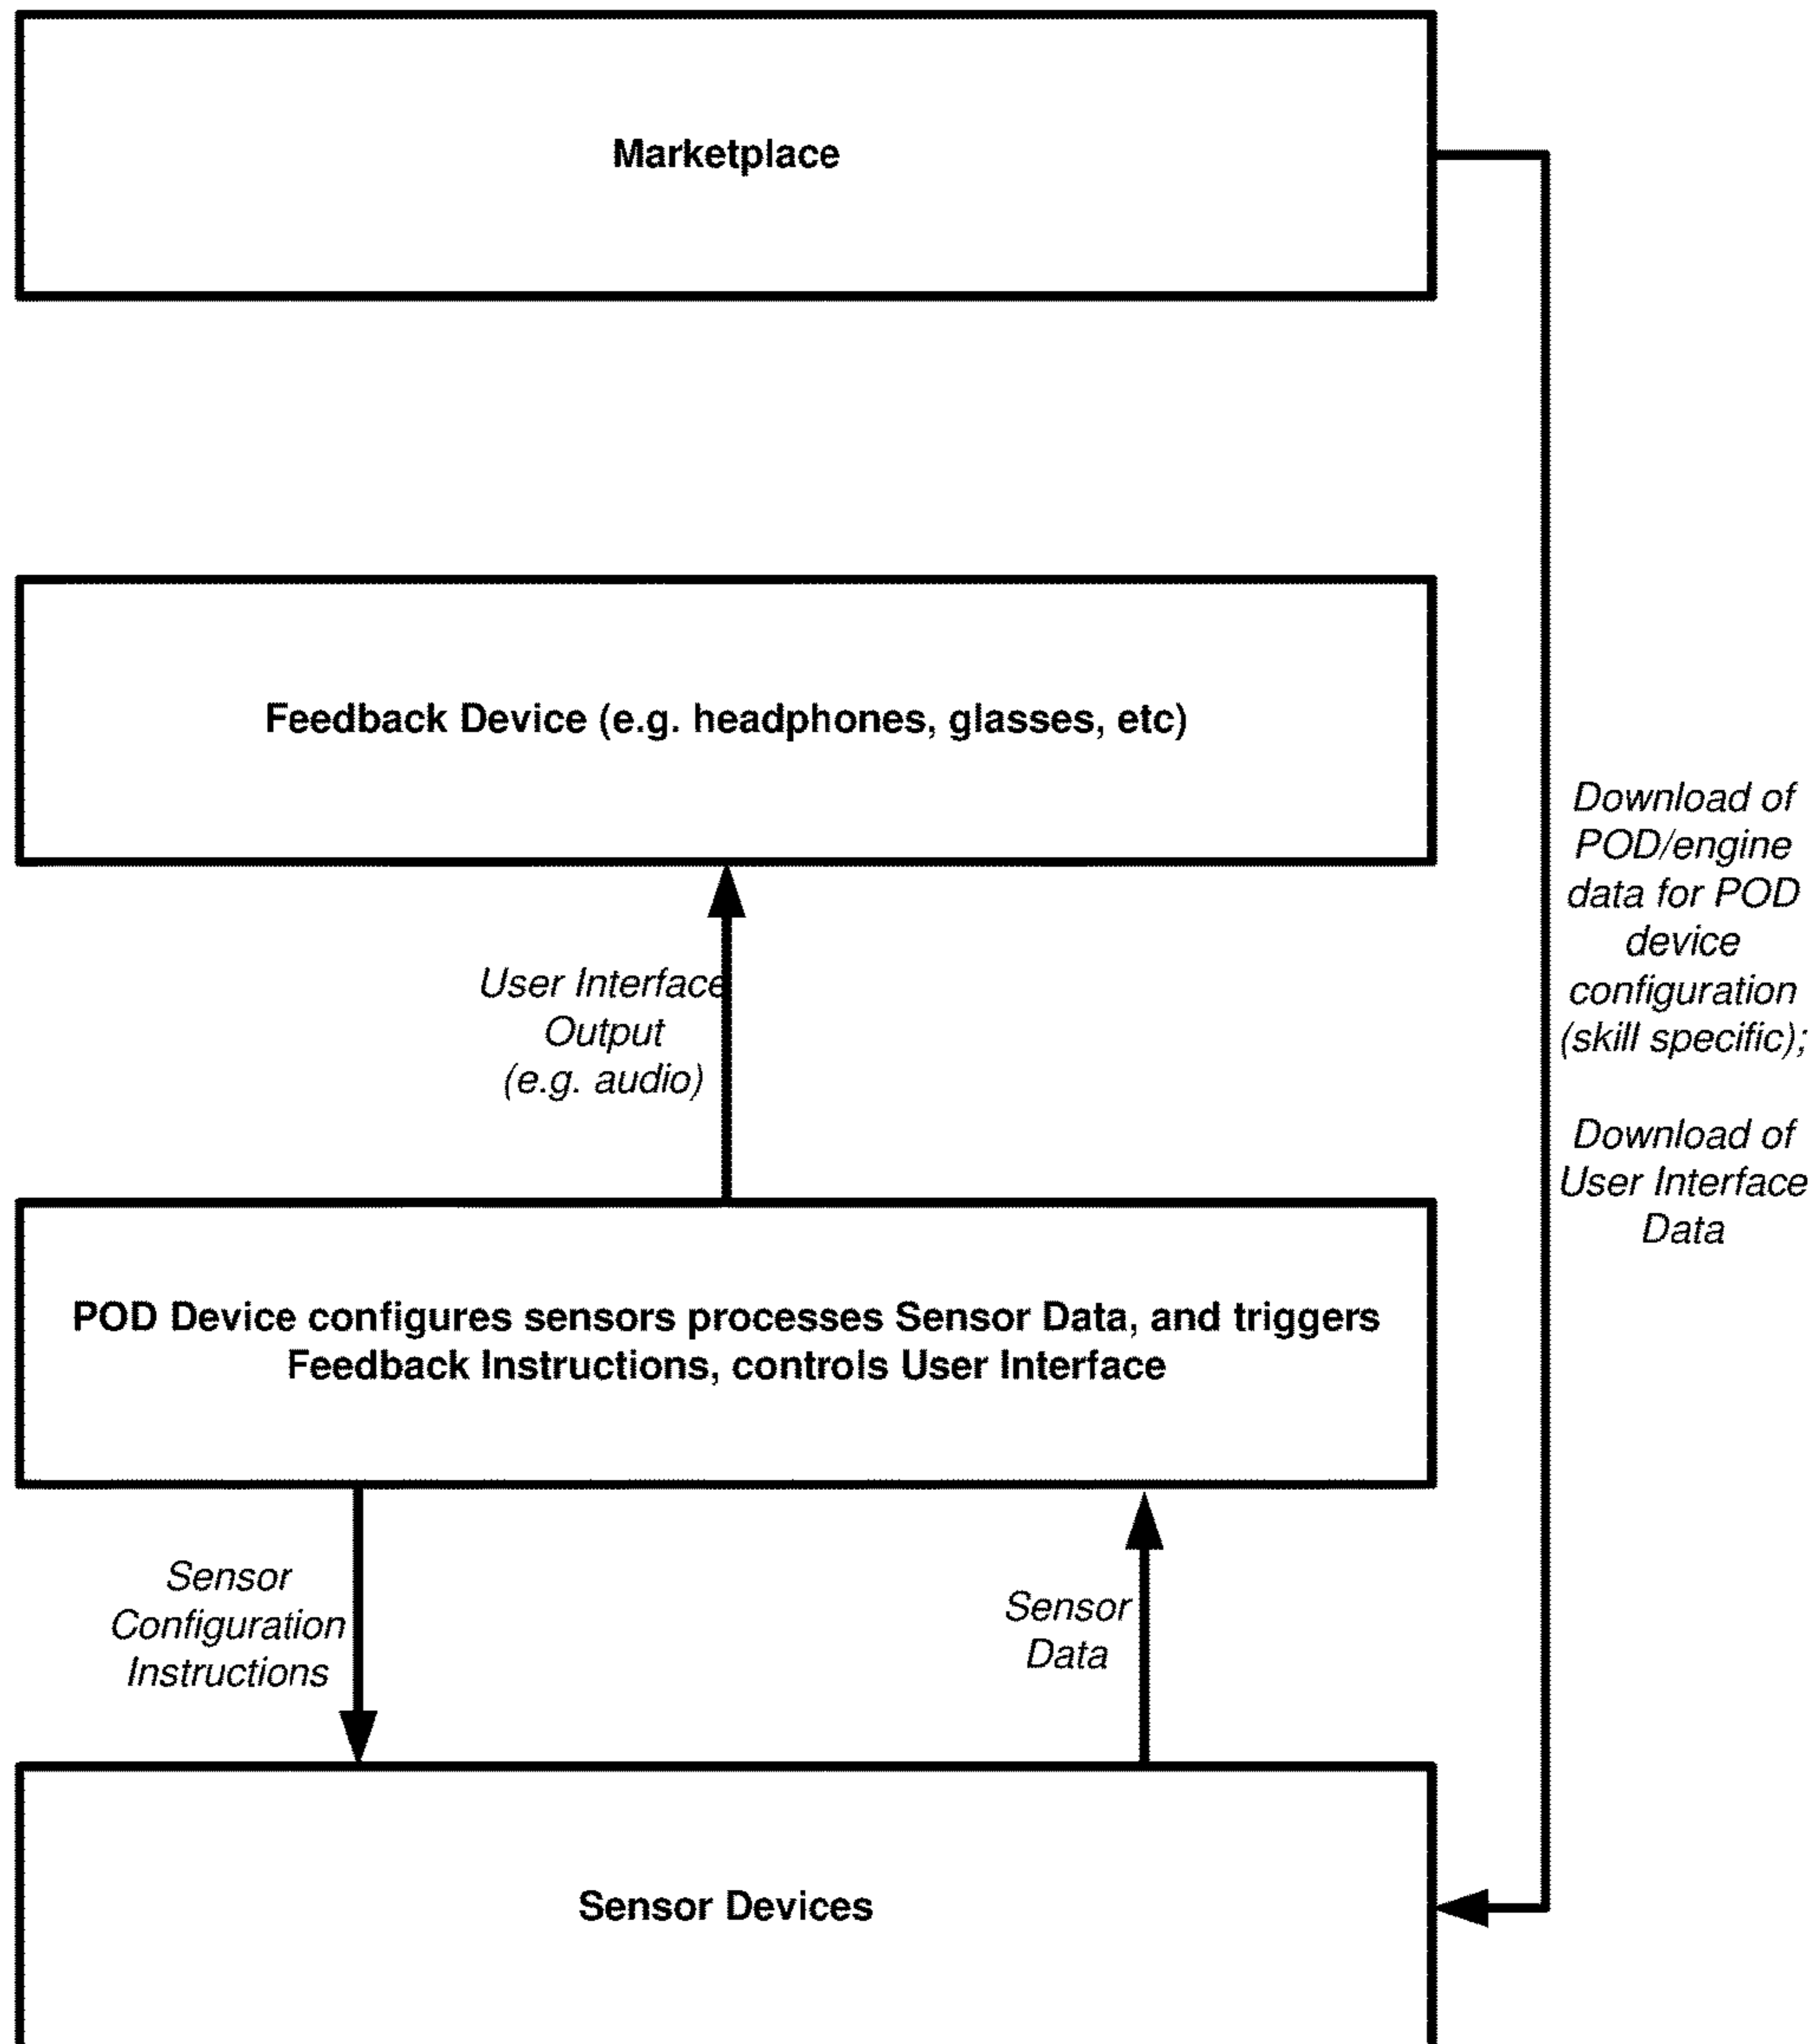 Marketplace
Feedback Device (e.g. headphones, glasses, etc)
Download of
POD/engine
data for POD
device
configuration
(skill specific);
Download of
User Interface
Data
User Interface
Output
(e.g. audio)
POD Device configures sensors processes Sensor Data, and triggers
Feedback Instructions, controls User Interface
Sensor
Configuration
Instructions
Sensor
Data
Sensor Devices